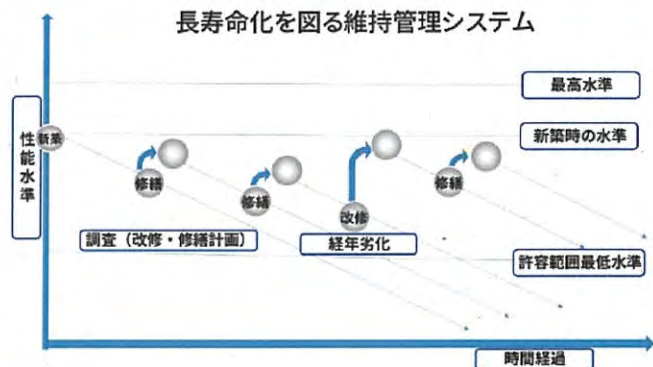 長寿命化を図る維持管理システム
最高水準
新築時の水準
性能水準
新築
修繕
修繕
改修
修繕
調査（改修・修繕計画）
経年劣化
許容範囲最低水準
時間経過